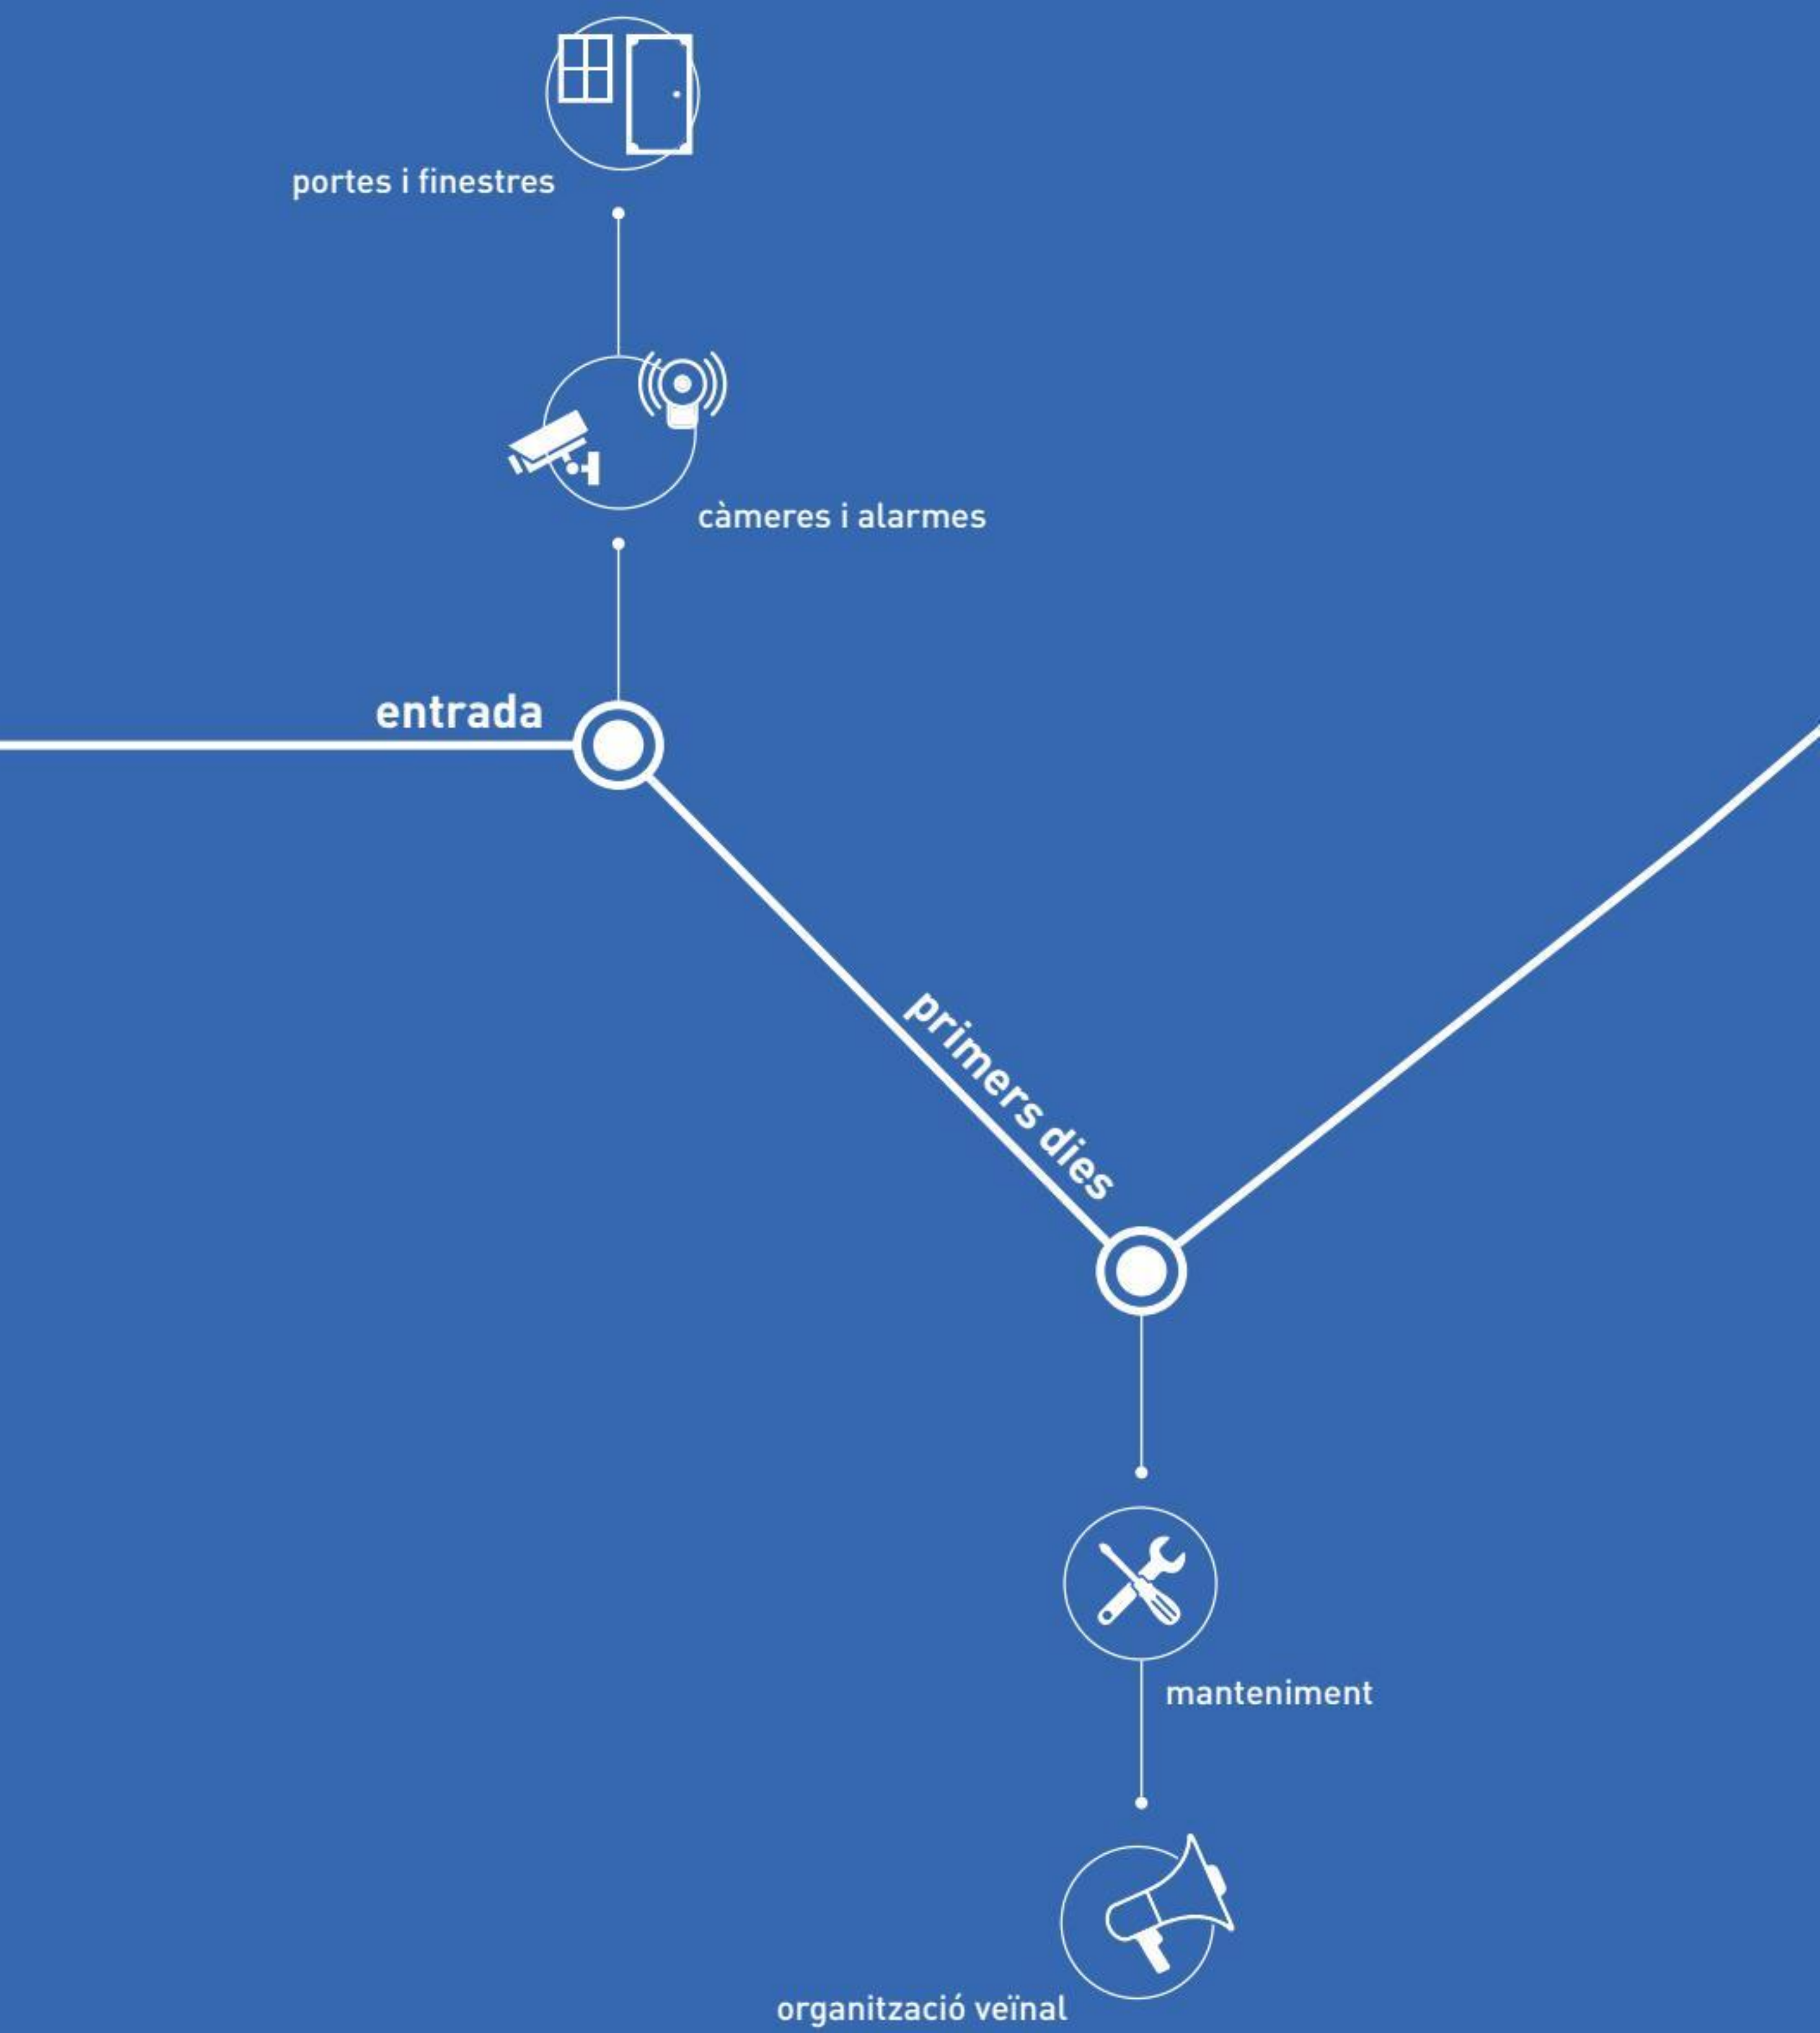 portes i finestres
càmeres i alarmes
entrada
primers dies
manteniment
organització veïnal